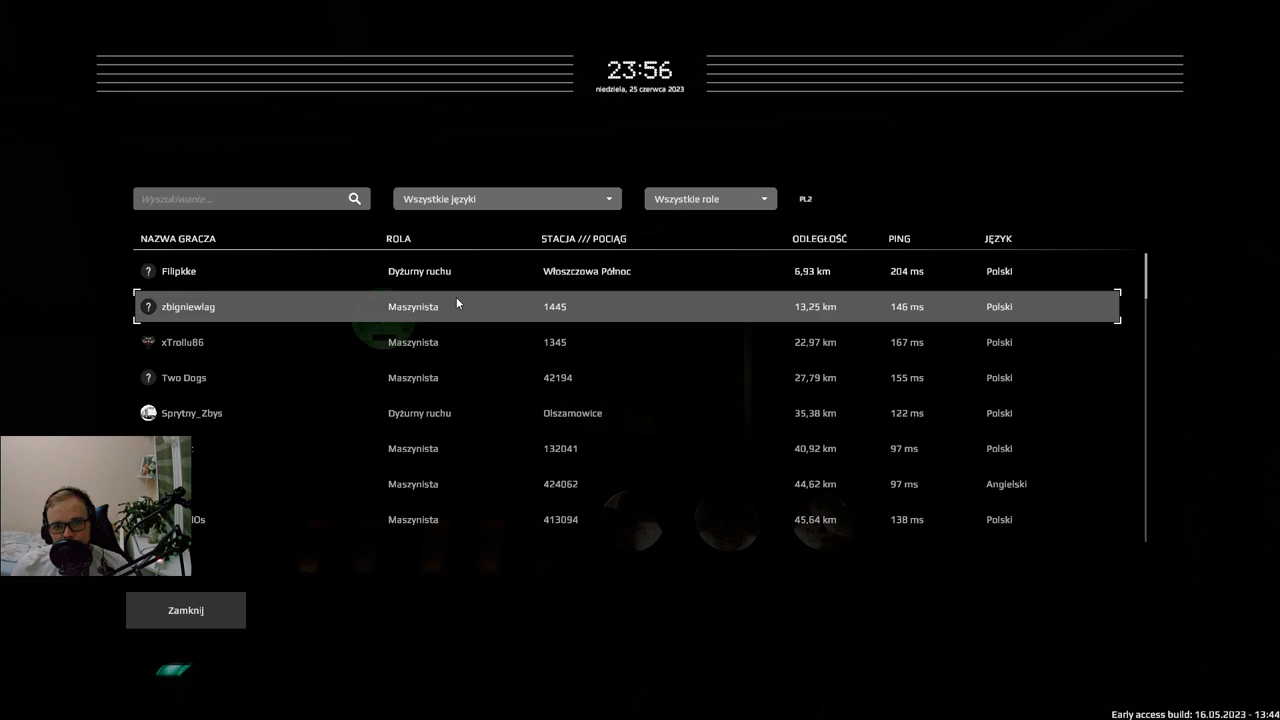 23:56
niedziela, 25 czerwca 2023
Wyszukiwanie...
Wszystkie języki
Wszystkie role
PL2
NAZWA GRACZA ROLA STACJA /// POCIĄG ODLEGŁOŚĆ PING JĘZYK
? Filipkke Dyżurny ruchu Włoszczowa Północ 6,93 km 204 ms Polski
? zbigniewlag Maszynista 1445 13,25 km 146 ms Polski
xTrollu86 Maszynista 1345 22,97 km 167 ms Polski
? Two Dogs Maszynista 42194 27,79 km 155 ms Polski
Sprytny_Zbys Dyżurny ruchu Olszamowice 35,38 km 122 ms Polski
Maszynista 132041 40,92 km 97 ms Polski
Maszynista 424062 44,62 km 97 ms Angielski
Maszynista 413094 45,64 km 138 ms Polski
Zamknij
Early access build: 16.05.2023 - 13:44